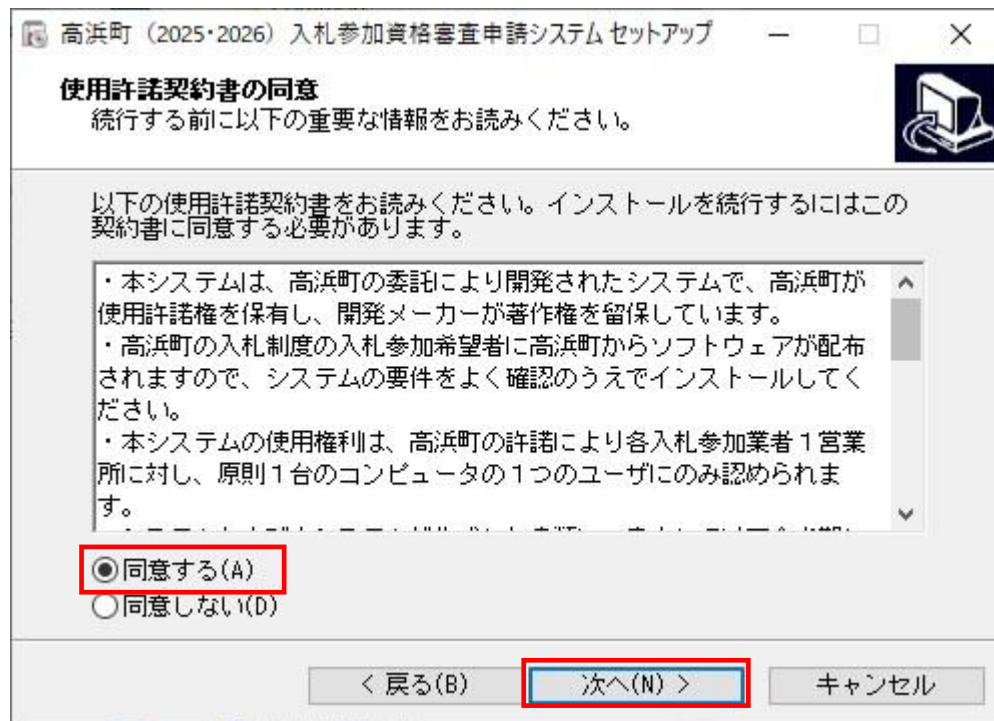 高浜町（2025・2026）入札参加資格審査申請システム セットアップ
使用許諾契約書の同意
続行する前に以下の重要な情報をお読みください。
以下の使用許諾契約書をお読みください。インストールを続行するにはこの
契約書に同意する必要があります。
・本システムは、高浜町の委託により開発されたシステムで、高浜町が
使用許諾権を保有し、開発メーカーが著作権を留保しています。
・高浜町の入札制度の入札参加希望者に高浜町からソフトウェアが配布
されますので、システムの要件をよく確認のうえでインストールしてく
ださい。
・本システムの使用権利は、高浜町の許諾により各入札参加業者１営業
所に対し、原則１台のコンピュータの１つのユーザにのみ認められま
す。
同意する(A)
同意しない(D)
< 戻る(B)
次へ(N) >
キャンセル